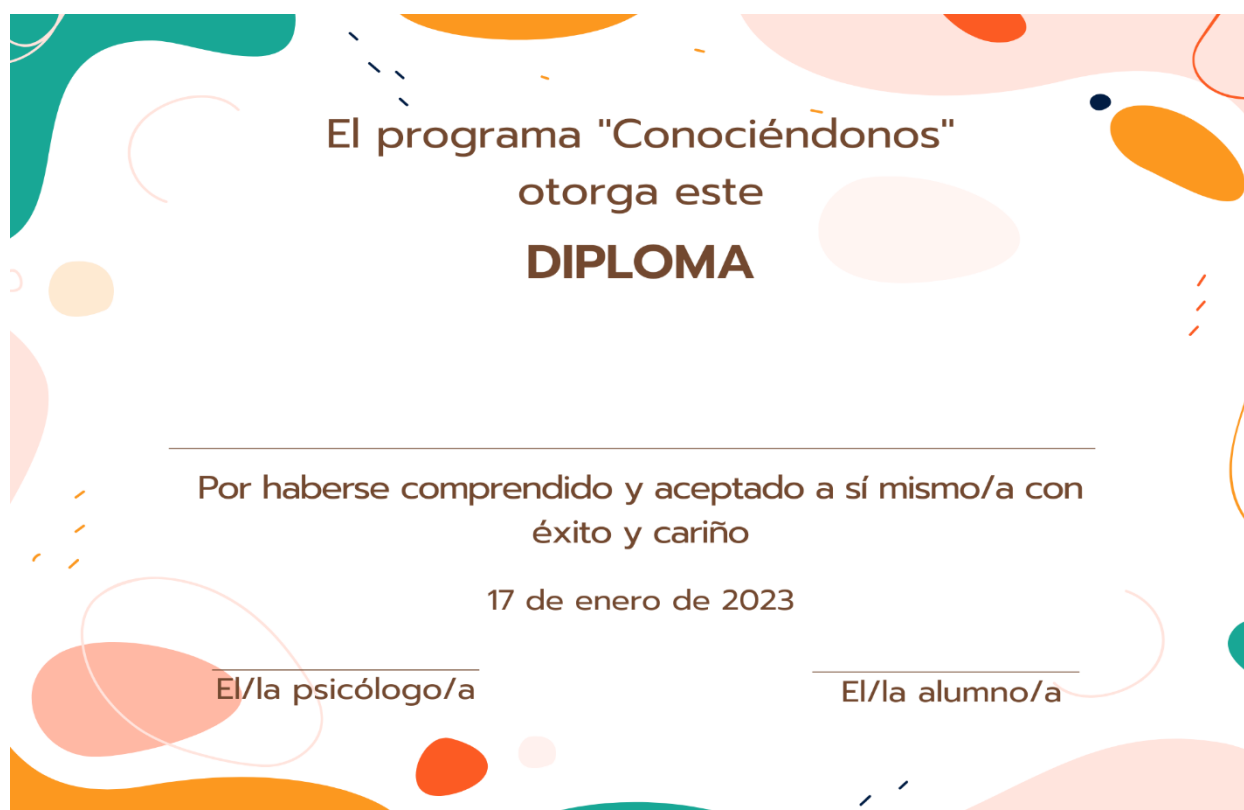 El programa "Conociéndonos"
otorga este
DIPLOMA
Por haberse comprendido y aceptado a sí mismo/a con
éxito y cariño
17 de enero de 2023
El/la psicólogo/a
El/la alumno/a